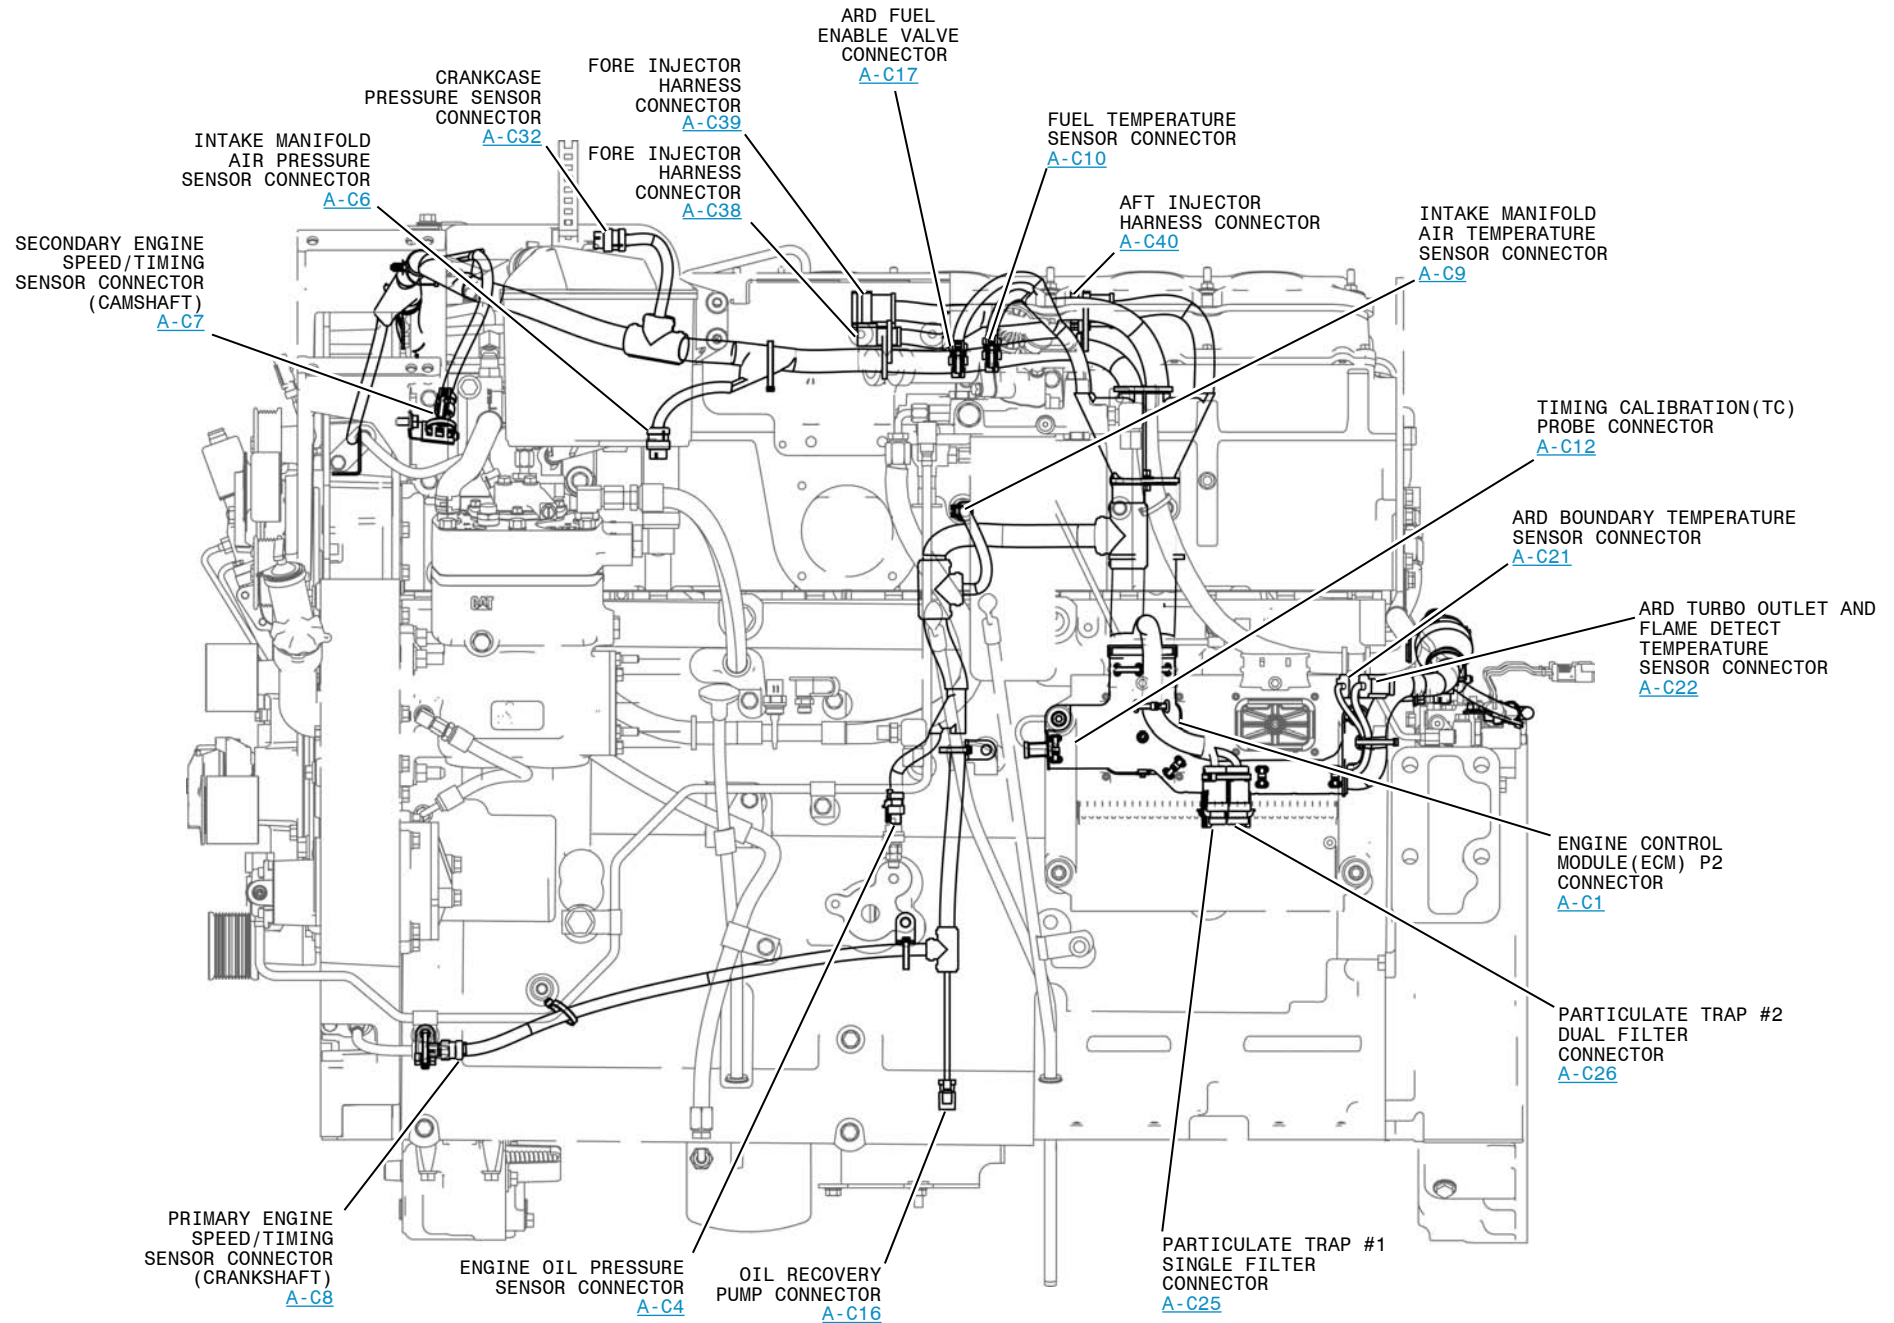 ARD FUEL
ENABLE VALVE
CONNECTOR
A-C17
FORE INJECTOR
HARNESS
CONNECTOR
A-C39
CRANKCASE
PRESSURE SENSOR
CONNECTOR
A-C32
INTAKE MANIFOLD
AIR PRESSURE
SENSOR CONNECTOR
A-C6
FORE INJECTOR
HARNESS
CONNECTOR
A-C38
FUEL TEMPERATURE
SENSOR CONNECTOR
A-C10
AFT INJECTOR
HARNESS CONNECTOR
A-C40
INTAKE MANIFOLD
AIR TEMPERATURE
SENSOR CONNECTOR
A-C9
SECONDARY ENGINE
SPEED/TIMING
SENSOR CONNECTOR
(CAMSHAFT)
A-C7
TIMING CALIBRATION(TC)
PROBE CONNECTOR
A-C12
ARD BOUNDARY TEMPERATURE
SENSOR CONNECTOR
A-C21
ARD TURBO OUTLET AND
FLAME DETECT
TEMPERATURE
SENSOR CONNECTOR
A-C22
CAT
ENGINE CONTROL
MODULE(ECM) P2
CONNECTOR
A-C1
PARTICULATE TRAP #2
DUAL FILTER
CONNECTOR
A-C26
PRIMARY ENGINE
SPEED/TIMING
SENSOR CONNECTOR
(CRANKSHAFT)
A-C8
ENGINE OIL PRESSURE
SENSOR CONNECTOR
A-C4
OIL RECOVERY
PUMP CONNECTOR
A-C16
PARTICULATE TRAP #1
SINGLE FILTER
CONNECTOR
A-C25